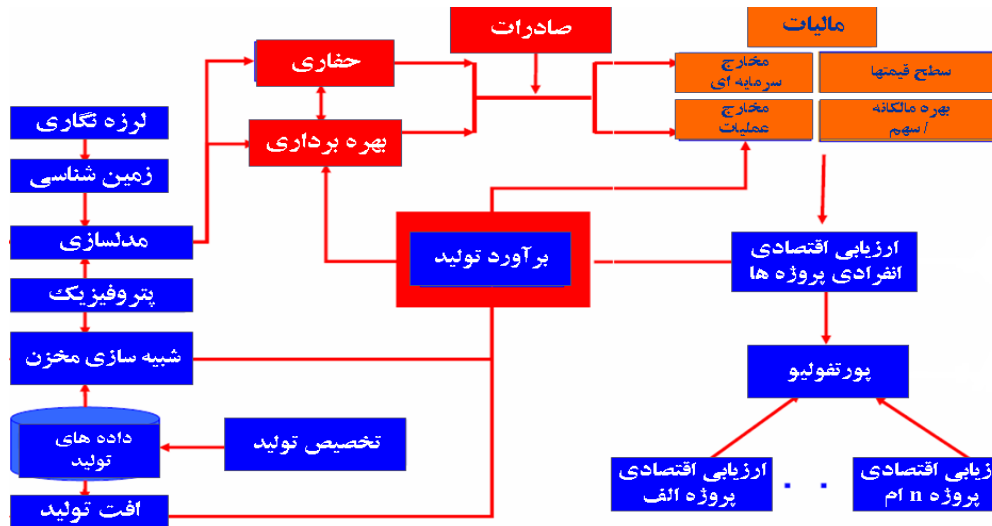 صادرات
مالیات
حفاری
مخارج
سرمایه ای
سطح قیمتها
لرزه نگاری
بهره برداری
مخارج
عملیات
بهره مالکانه
/ سهم
زمین شناسی
مدلسازی
برآورد تولید
ارزیابی اقتصادی
انفرادی پروژه ها
پتروفیزیک
شبیه سازی مخزن
پورتفولیو
داده های
تولید
تخصیص تولید
ارزیابی اقتصادی
پروژه الف
. .
زیابی اقتصادی
پروژه n ام
افت تولید